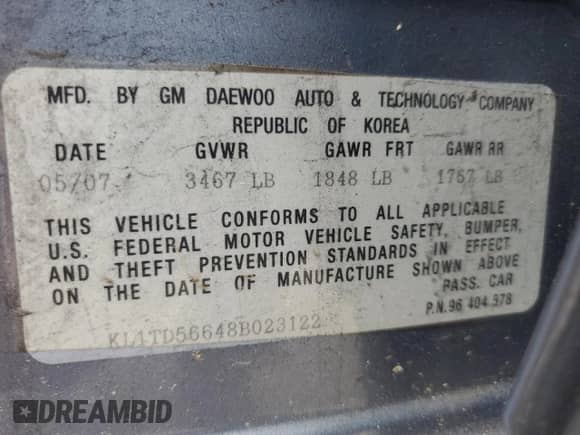 MFD. BY GM DAEWOO AUTO & TECHNOLOGY COMPANY
REPUBLIC OF KOREA
DATE GVWR GAWR FRT GAWR RR
05/07 3467 LB 1848 LB 1767 LB
THIS VEHICLE CONFORMS TO ALL APPLICABLE
U.S. FEDERAL MOTOR VEHICLE SAFETY, BUMPER,
AND THEFT PREVENTION STANDARDS IN EFFECT
ON THE DATE OF MANUFACTURE SHOWN ABOVE
PASS. CAR
KL1TD56648B023122 P.N.96 404 978
DREAMBID